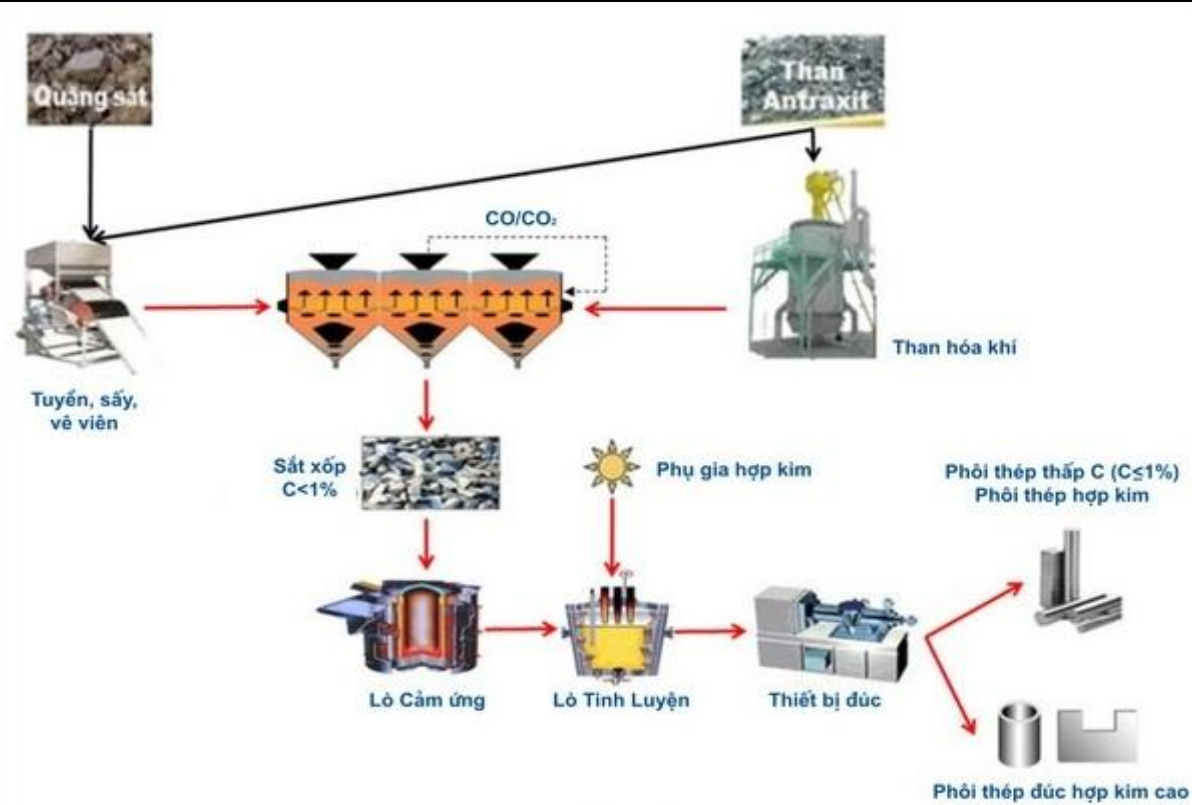 Quặng sắt
Than
Antraxit
CO/CO₂
Than hóa khí
Tuyển, sấy,
vê viên
Sắt xốp
C<1%
Phụ gia hợp kim
Phôi thép thấp C (C≤1%)
Phôi thép hợp kim
Lò Cảm ứng
Lò Tinh Luyện
Thiết bị đúc
Phôi thép đúc hợp kim cao